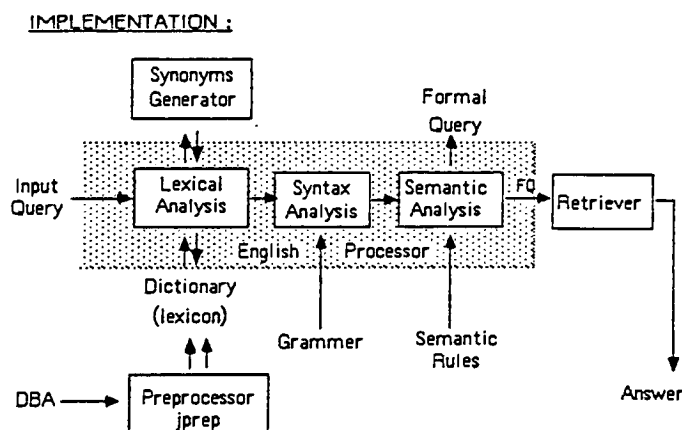 IMPLEMENTATION :
Synonyms
Generator
Formal
Query
Input
Query
Lexical
Analysis
Syntax
Analysis
Semantic
Analysis
FQ
Retriever
English Processor
Dictionary
(lexicon)
Grammer
Semantic
Rules
DBA
Preprocessor
jprep
Answer